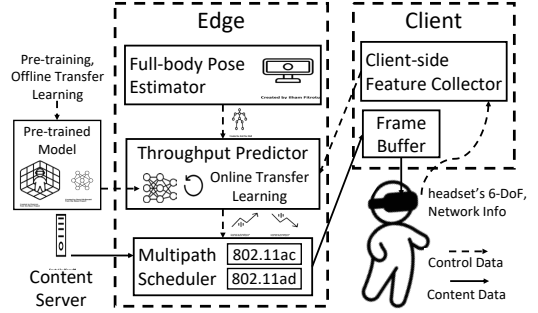 Edge
Client
Pre-training,
Offline Transfer
Learning
Full-body Pose
Estimator
Created by Ilham Fitroto
Client-side
Feature Collector
Frame
Buffer
Pre-trained
Model
Throughput Predictor
Online Transfer
Learning
headset's 6-DoF,
Network Info
Multipath
Scheduler
802.11ac
802.11ad
Content
Server
Control Data
Content Data